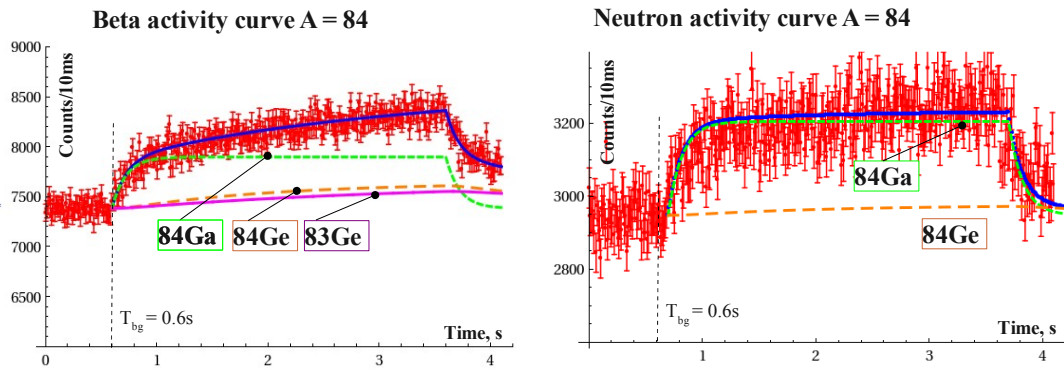 Beta activity curve A = 84
Counts/10ms
9000
8500
8000
7500
7000
6500
84Ga
84Ge
83Ge
T_bg = 0.6s
Time, s
0
1
2
3
4
Neutron activity curve A = 84
Counts/10ms
3200
3000
2800
84Ga
84Ge
T_bg = 0.6s
Time, s
1
2
3
4